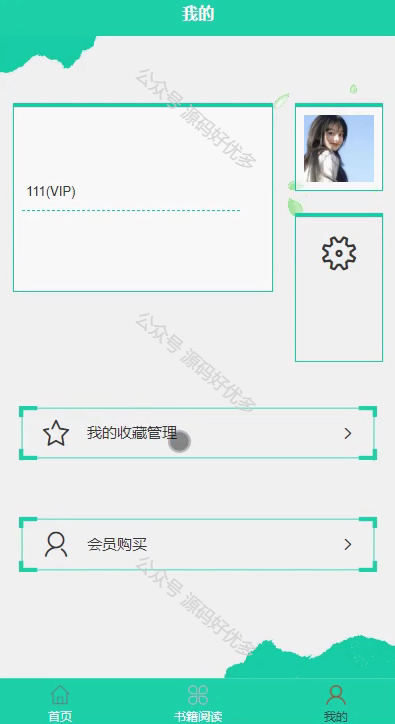 我的
公众号 源码好优多
111(VIP)
公众号 源码好优多
我的收藏管理
会员购买
公众号 源码好优多
首页
书籍阅读
我的